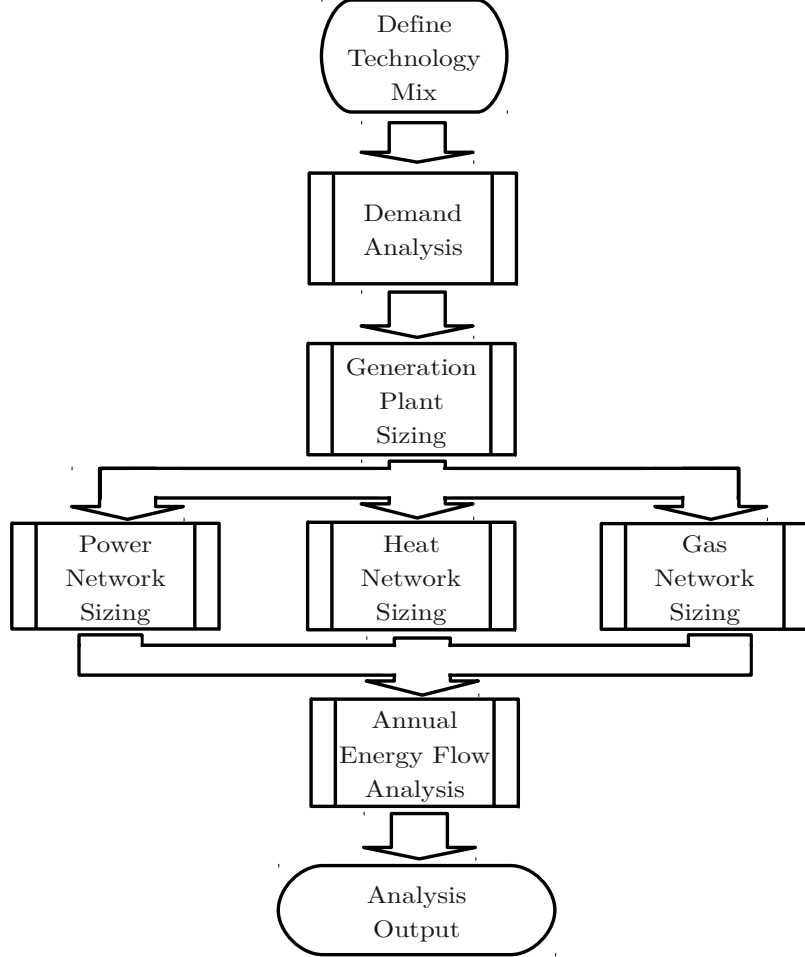 Define
Technology
Mix
Demand
Analysis
Generation
Plant
Sizing
Power
Network
Sizing
Heat
Network
Sizing
Gas
Network
Sizing
Annual
Energy Flow
Analysis
Analysis
Output